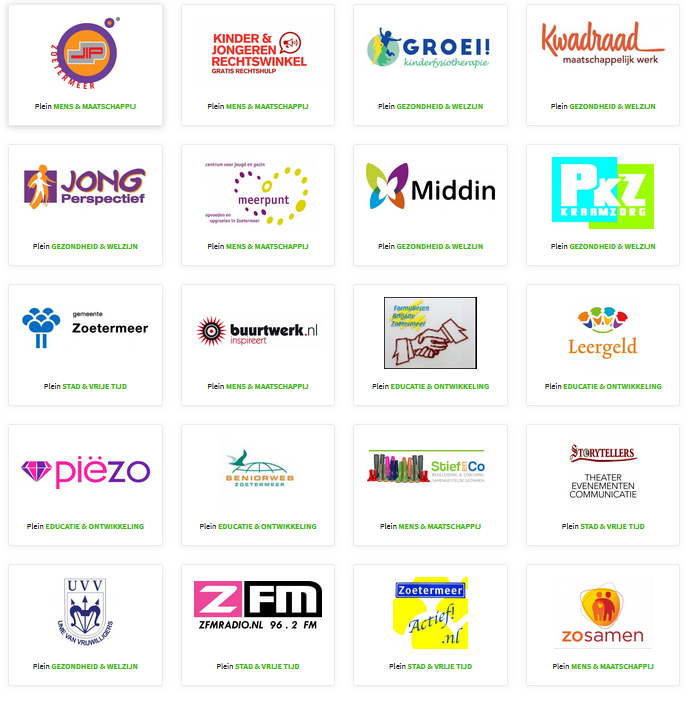 JIP
ZOETERMEER
Plein MENS & MAATSCHAPPIJ
KINDER &
JONGEREN
RECHTSWINKEL
GRATIS RECHTSHULP
Plein MENS & MAATSCHAPPIJ
GROEI!
kinderfysiotherapie
Plein GEZONDHEID & WELZIJN
Kwadraad
maatschappelijk werk
Plein GEZONDHEID & WELZIJN
JONG
Perspectief
Plein GEZONDHEID & WELZIJN
centrum voor jeugd en gezin
meerpunt
opvoeden en
opgroeien in Zoetermeer
Plein MENS & MAATSCHAPPIJ
Middin
Plein GEZONDHEID & WELZIJN
PKZ
KRAAMZORG
Plein GEZONDHEID & WELZIJN
gemeente
Zoetermeer
Plein STAD & VRIJE TIJD
buurtwerk.nl
inspireert
Plein MENS & MAATSCHAPPIJ
Formulieren
Brigade
Zoetermeer
Plein EDUCATIE & ONTWIKKELING
Leergeld
Plein EDUCATIE & ONTWIKKELING
piëzo
Plein EDUCATIE & ONTWIKKELING
SENIORWEB
ZOETERMEER
Plein EDUCATIE & ONTWIKKELING
Stief en Co
BEGELEIDING & COACHING
SAMENGESTELDE GEZINNEN
Plein MENS & MAATSCHAPPIJ
STORYTELLERS
THEATER
EVENEMENTEN
COMMUNICATIE
Plein STAD & VRIJE TIJD
UVV
UNIE VAN VRIJWILLIGERS
Plein GEZONDHEID & WELZIJN
ZFM
ZFMRADIO.NL 96.2 FM
Plein STAD & VRIJE TIJD
Zoetermeer
Actief!
.nl
Plein STAD & VRIJE TIJD
zosamen
Plein MENS & MAATSCHAPPIJ